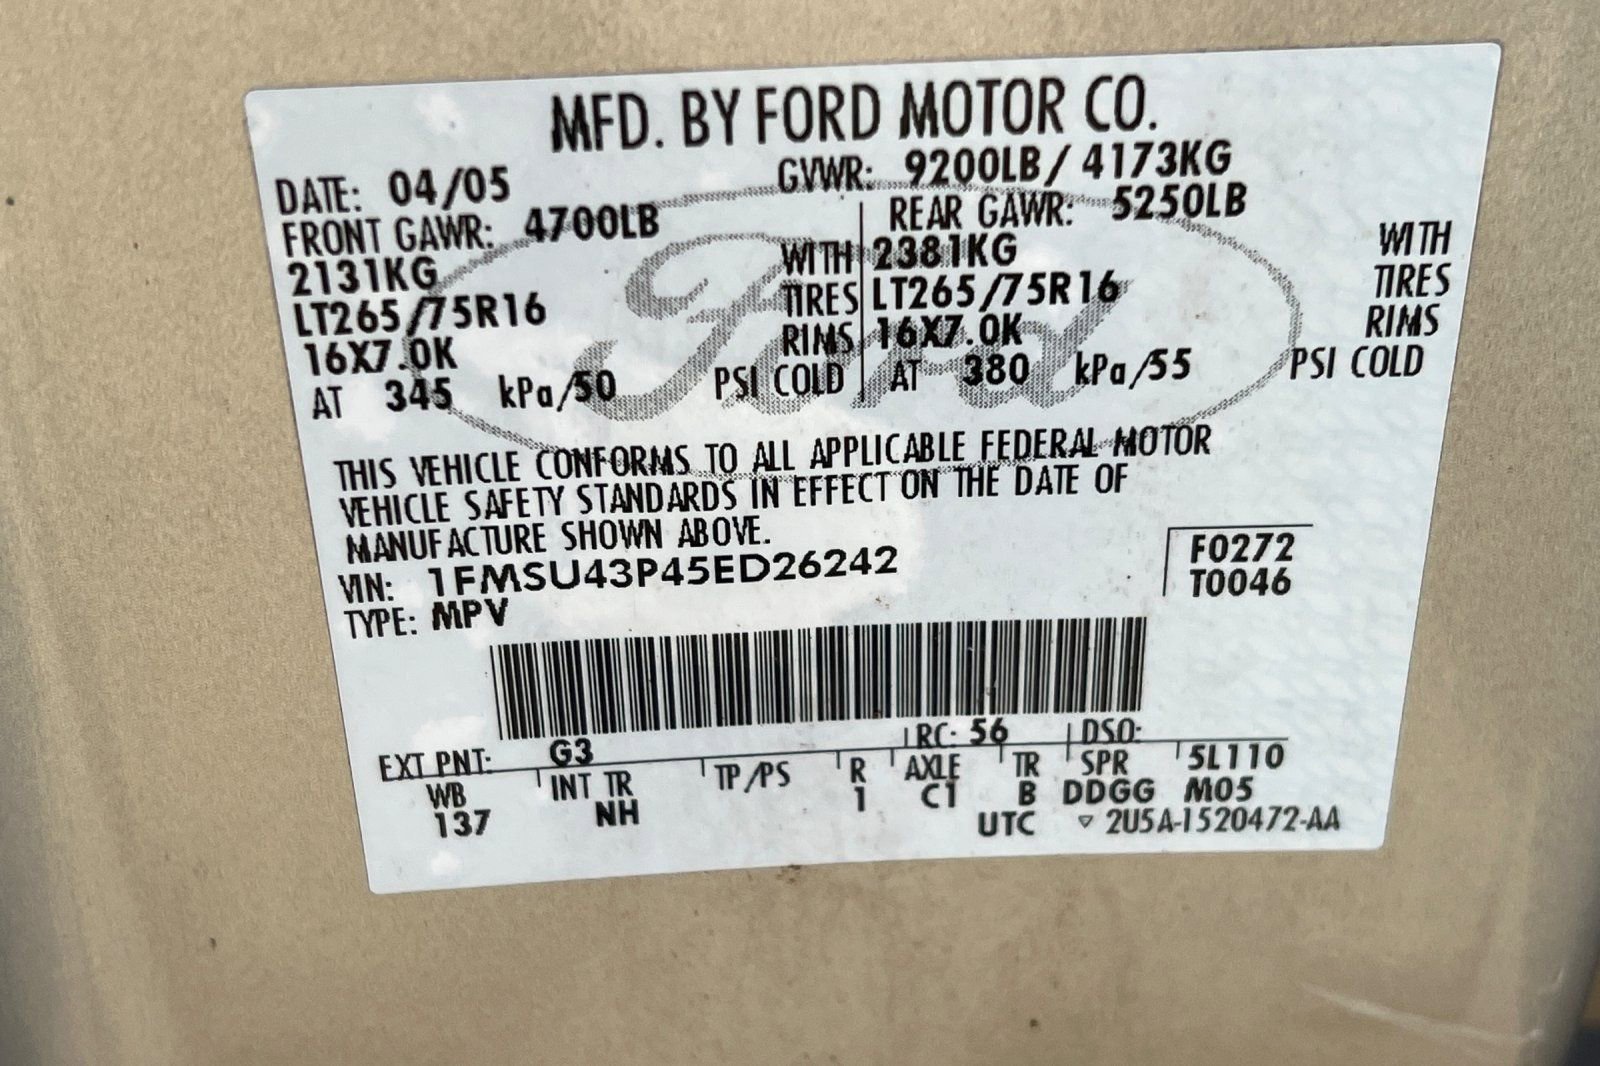 MFD. BY FORD MOTOR CO.
DATE: 04/05 GVWR: 9200LB/ 4173KG
FRONT GAWR: 4700LB REAR GAWR: 5250LB
2131KG WITH 2381KG WITH
LT265/75R16 TIRES LT265/75R16 TIRES
16X7.0K RIMS 16X7.0K RIMS
AT 345 kPa/50 PSI COLD AT 380 kPa/55 PSI COLD
Ford
THIS VEHICLE CONFORMS TO ALL APPLICABLE FEDERAL MOTOR
VEHICLE SAFETY STANDARDS IN EFFECT ON THE DATE OF
MANUFACTURE SHOWN ABOVE.
VIN: 1FMSU43P45ED26242 F0272
TYPE: MPV T0046
EXT PNT: G3 RC: 56 DSO:
WB INT TR TP/PS R AXLE TR SPR 5L110
137 NH 1 C1 B DDGG M05
UTC ▽ 2U5A-1520472-AA